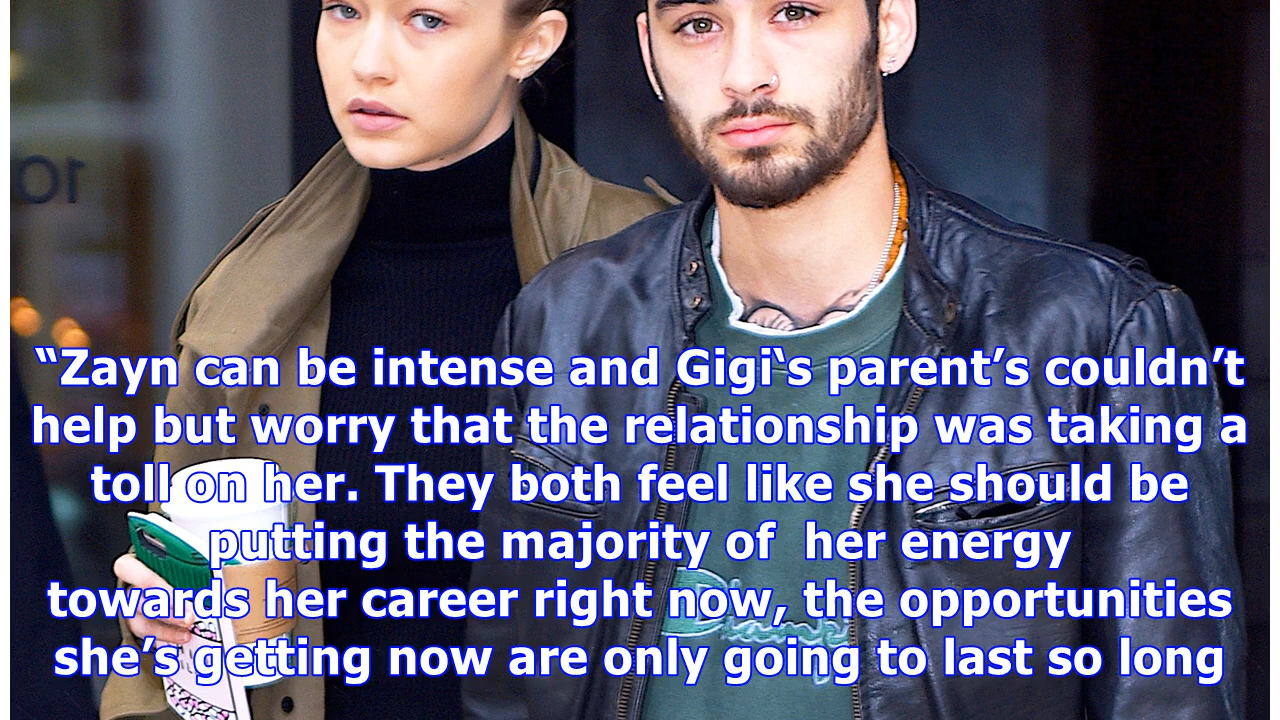 “Zayn can be intense and Gigi‘s parent’s couldn’t
help but worry that the relationship was taking a
toll on her. They both feel like she should be
putting the majority of  her energy
towards her career right now, the opportunities
she’s getting now are only going to last so long